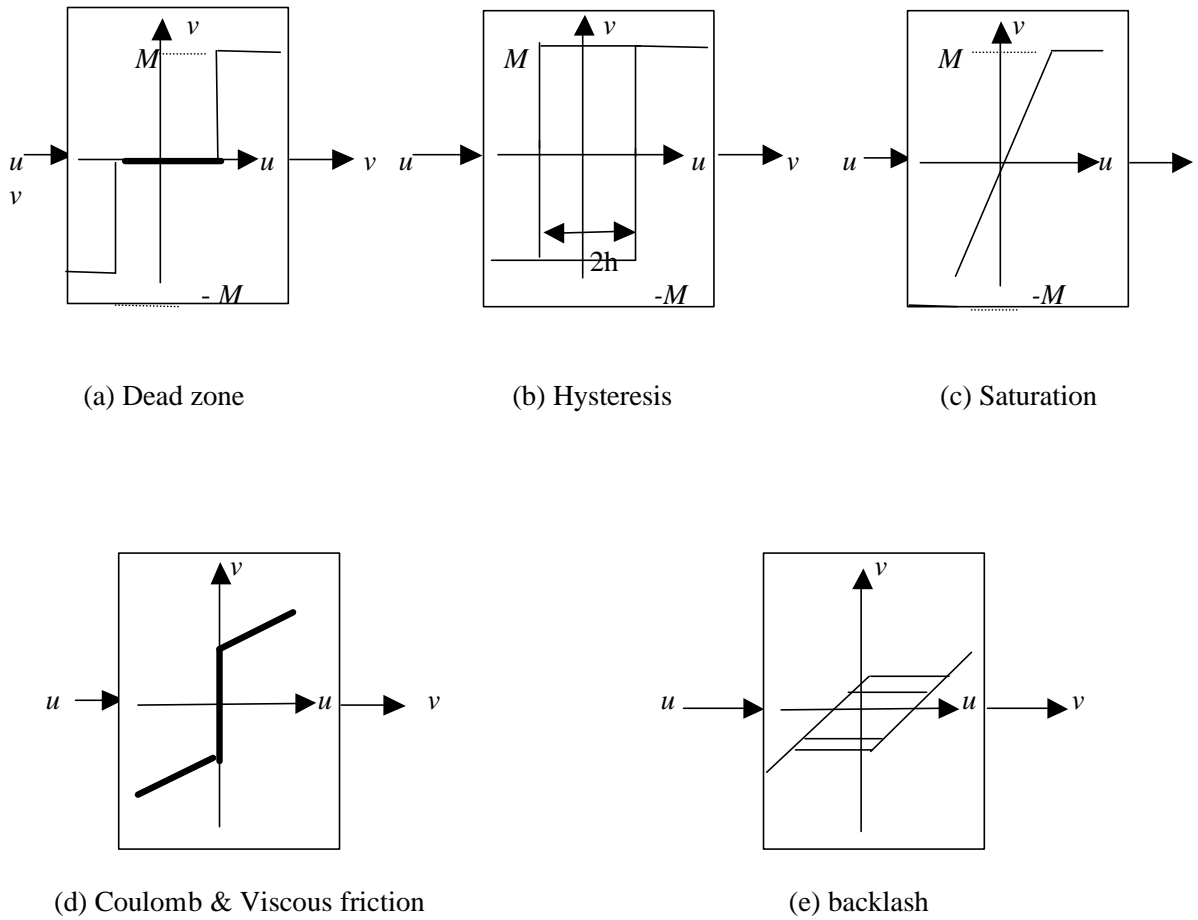 v v v
M M M
u u v u u v u u
v
2h
- M -M -M
(a) Dead zone (b) Hysteresis (c) Saturation
v v
u u v u u v
(d) Coulomb & Viscous friction (e) backlash